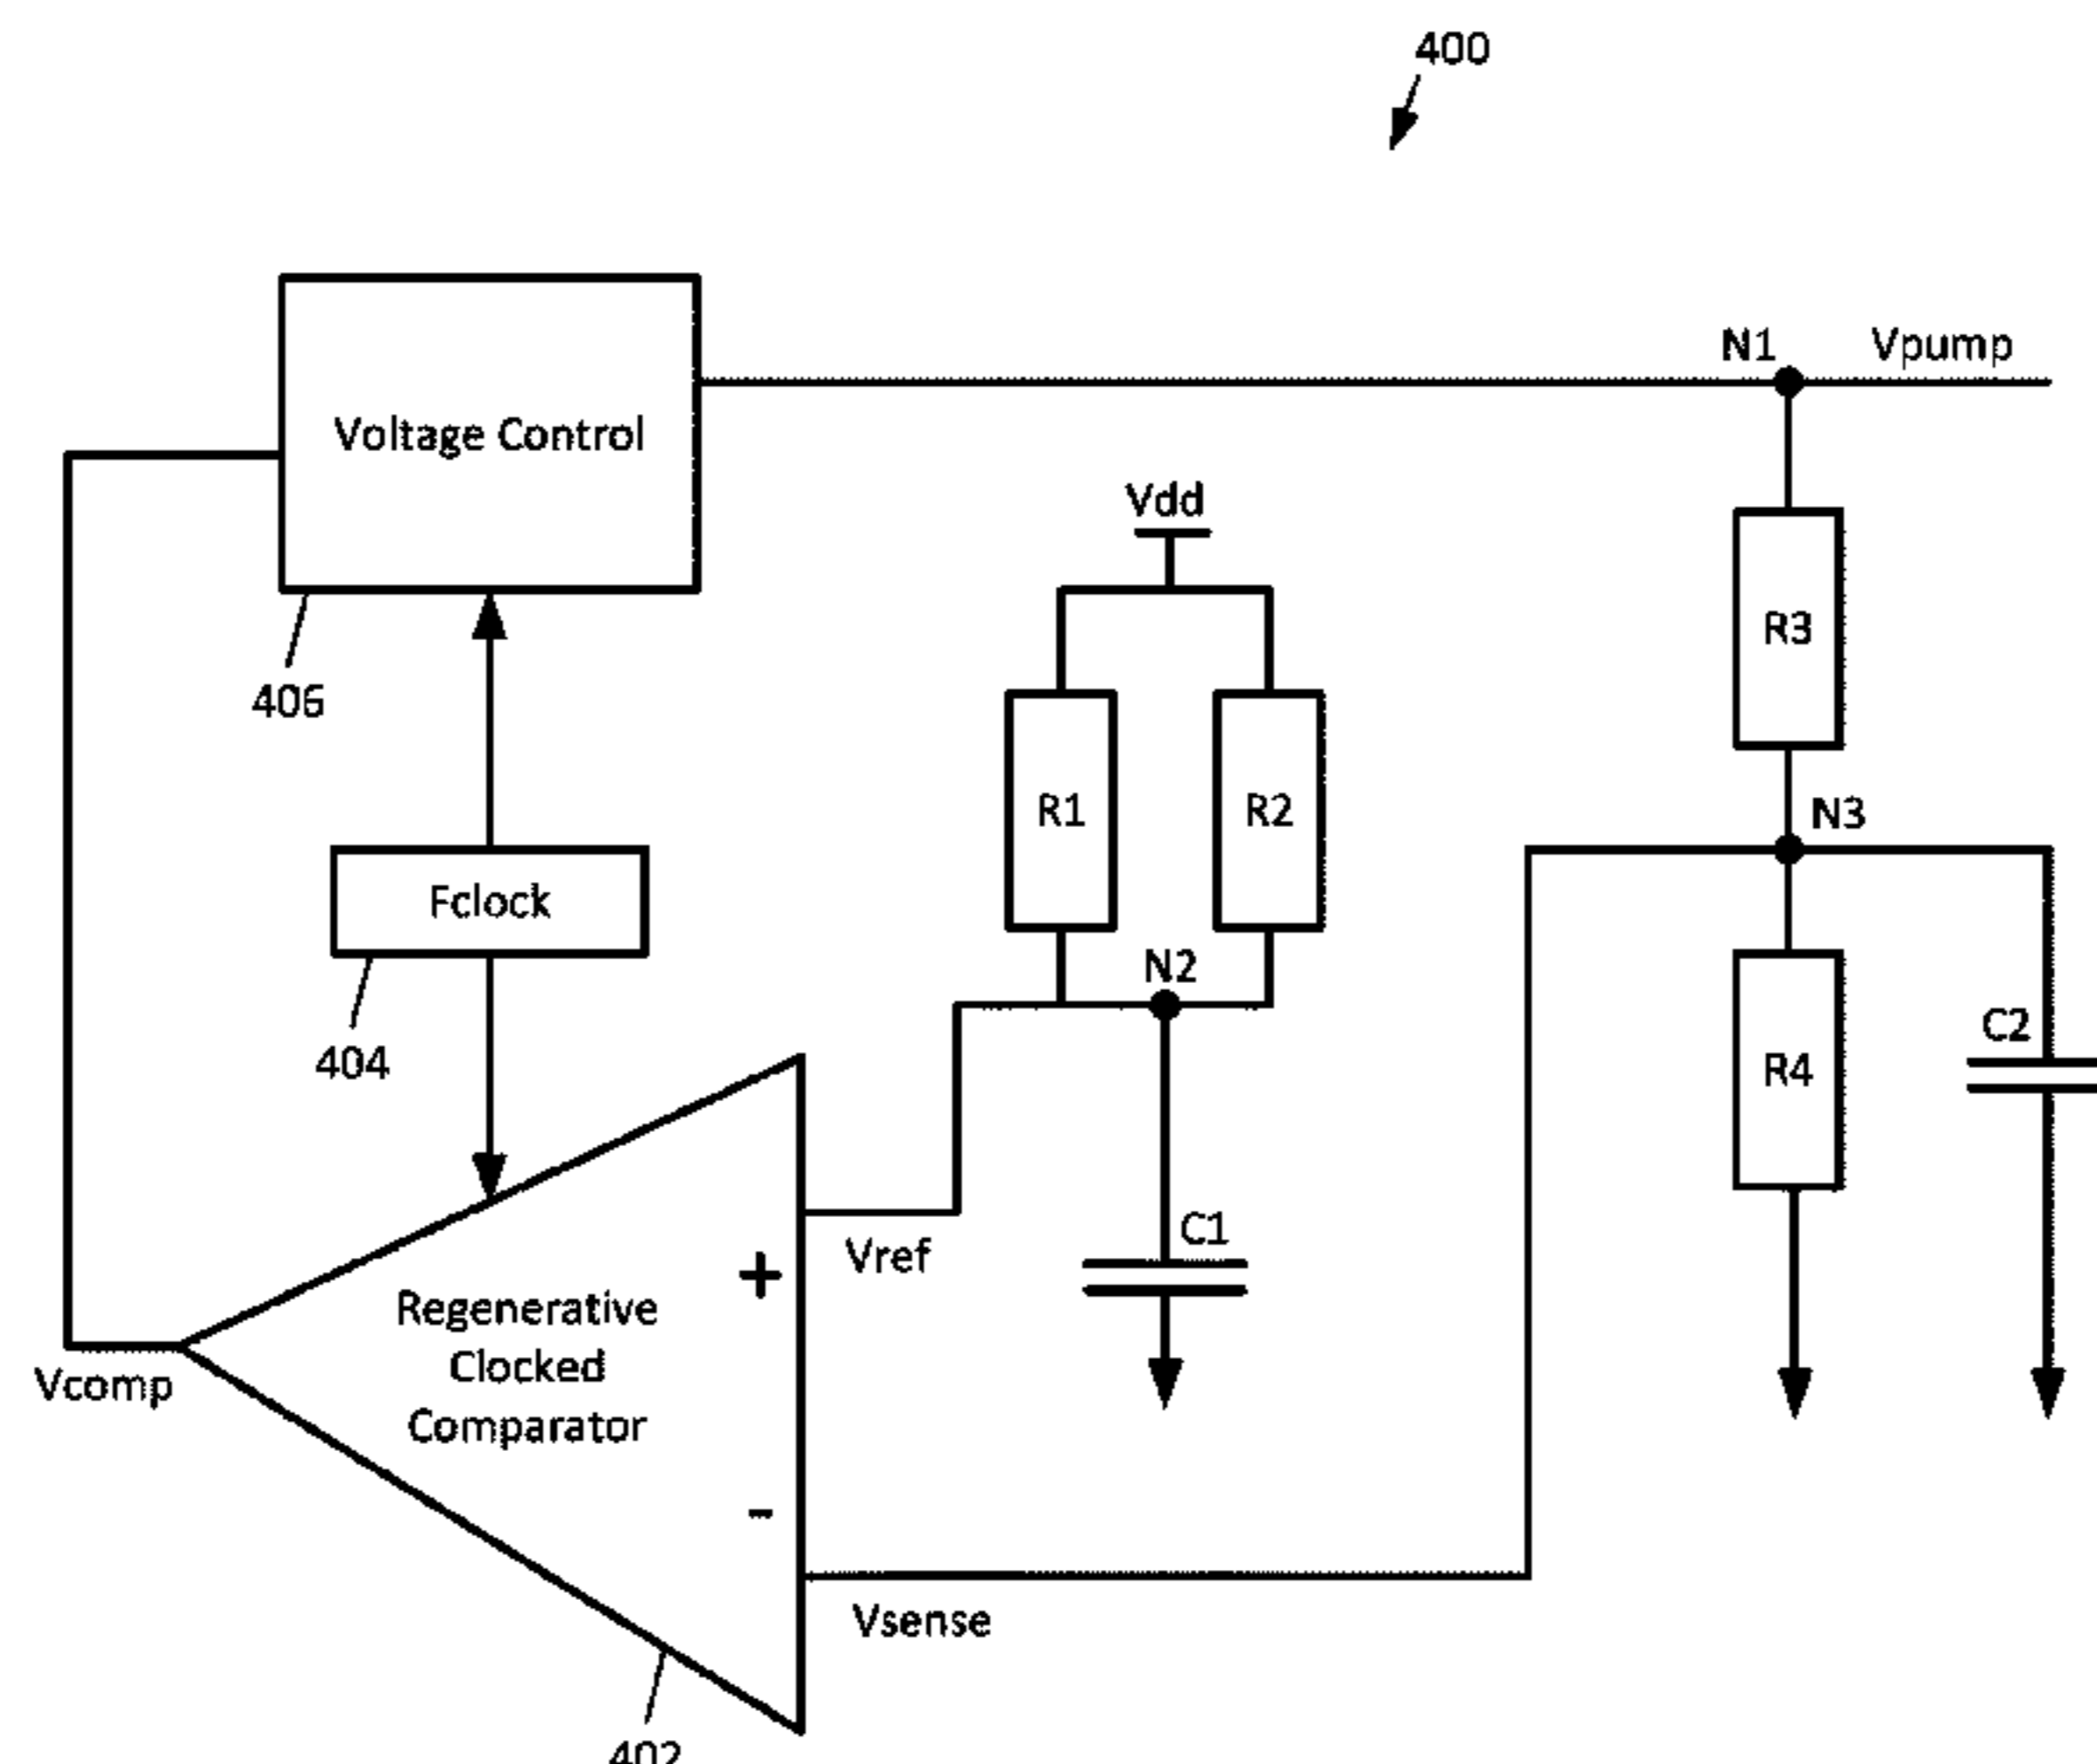 400
N1
Vpump
Voltage Control
Vdd
R3
406
R1
R2
N3
Fclock
N2
404
C2
R4
C1
Vref
+
Regenerative
Clocked
Comparator
Vcomp
-
Vsense
402